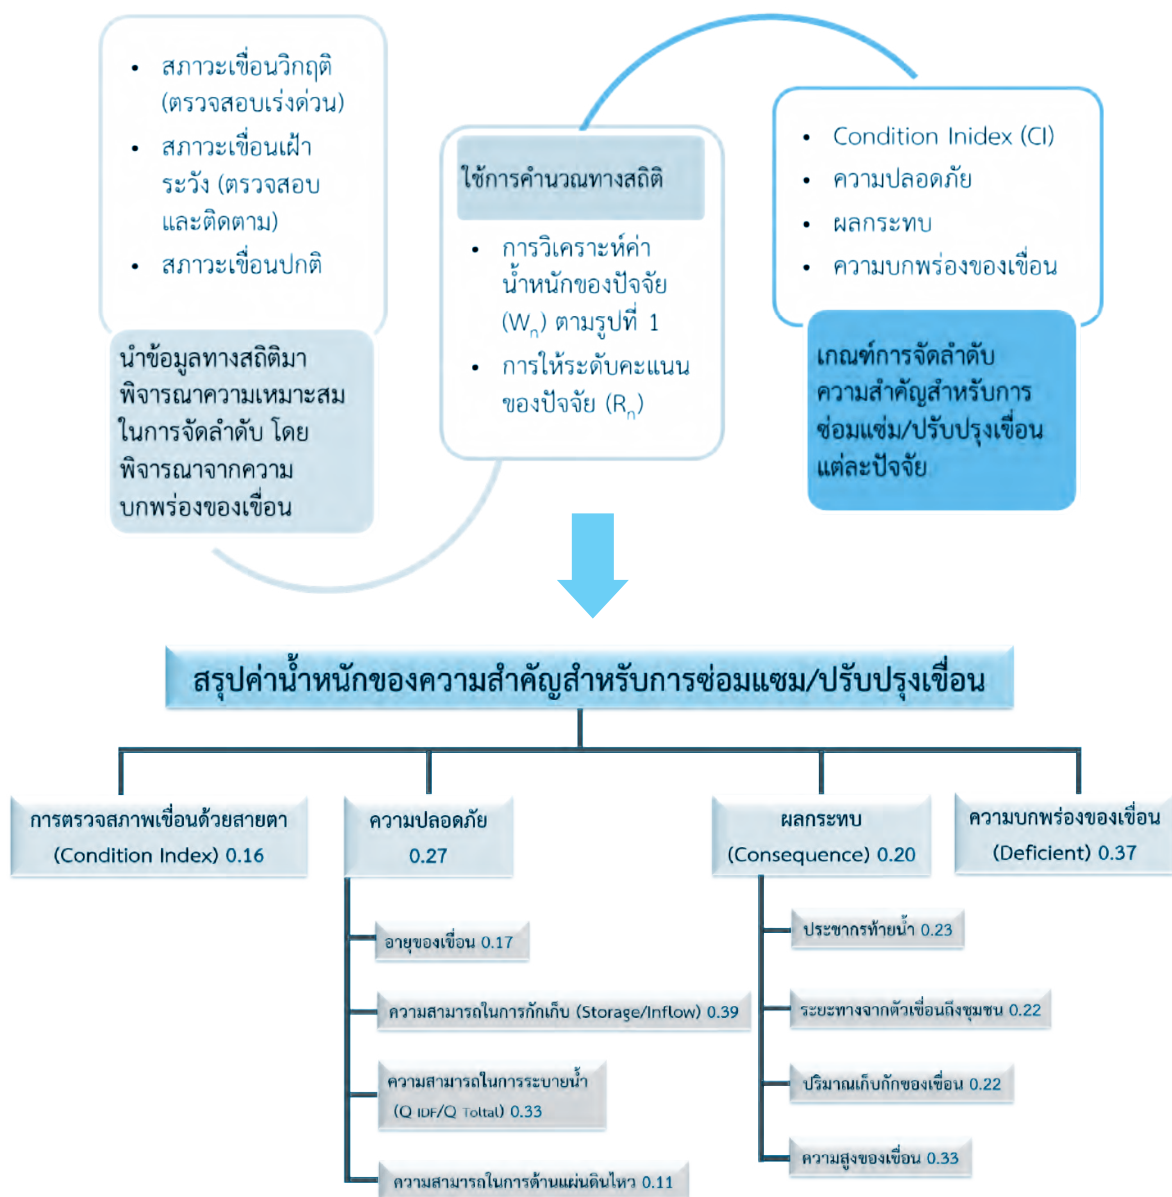 • สภาวะเขื่อนวิกฤติ
(ตรวจสอบเร่งด่วน)
• สภาวะเขื่อนเฝ้า
ระวัง (ตรวจสอบ
และติดตาม)
• สภาวะเขื่อนปกติ
นำข้อมูลทางสถิติมา
พิจารณาความเหมาะสม
ในการจัดลำดับ โดย
พิจารณาจากความ
บกพร่องของเขื่อน
ใช้การคำนวณทางสถิติ
• การวิเคราะห์ค่า
น้ำหนักของปัจจัย
(Wn) ตามรูปที่ 1
• การให้ระดับคะแนน
ของปัจจัย (Rn)
• Condition Inidex (CI)
• ความปลอดภัย
• ผลกระทบ
• ความบกพร่องของเขื่อน
เกณฑ์การจัดลำดับ
ความสำคัญสำหรับการ
ซ่อมแซ่ม/ปรับปรุงเขื่อน
แต่ละปัจจัย
สรุปค่าน้ำหนักของความสำคัญสำหรับการซ่อมแซม/ปรับปรุงเขื่อน
การตรวจสภาพเขื่อนด้วยสายตา
(Condition Index) 0.16
ความปลอดภัย
0.27
อายุของเขื่อน 0.17
ความสามารถในการกักเก็บ (Storage/Inflow) 0.39
ความสามารถในการระบายน้ำ
(Q IDF/Q Toltal) 0.33
ความสามารถในการต้านแผ่นดินไหว 0.11
ผลกระทบ
(Consequence) 0.20
ประชากรท้ายน้ำ 0.23
ระยะทางจากตัวเขื่อนถึงชุมชน 0.22
ปริมาณเก็บกักของเขื่อน 0.22
ความสูงของเขื่อน 0.33
ความบกพร่องของเขื่อน
(Deficient) 0.37